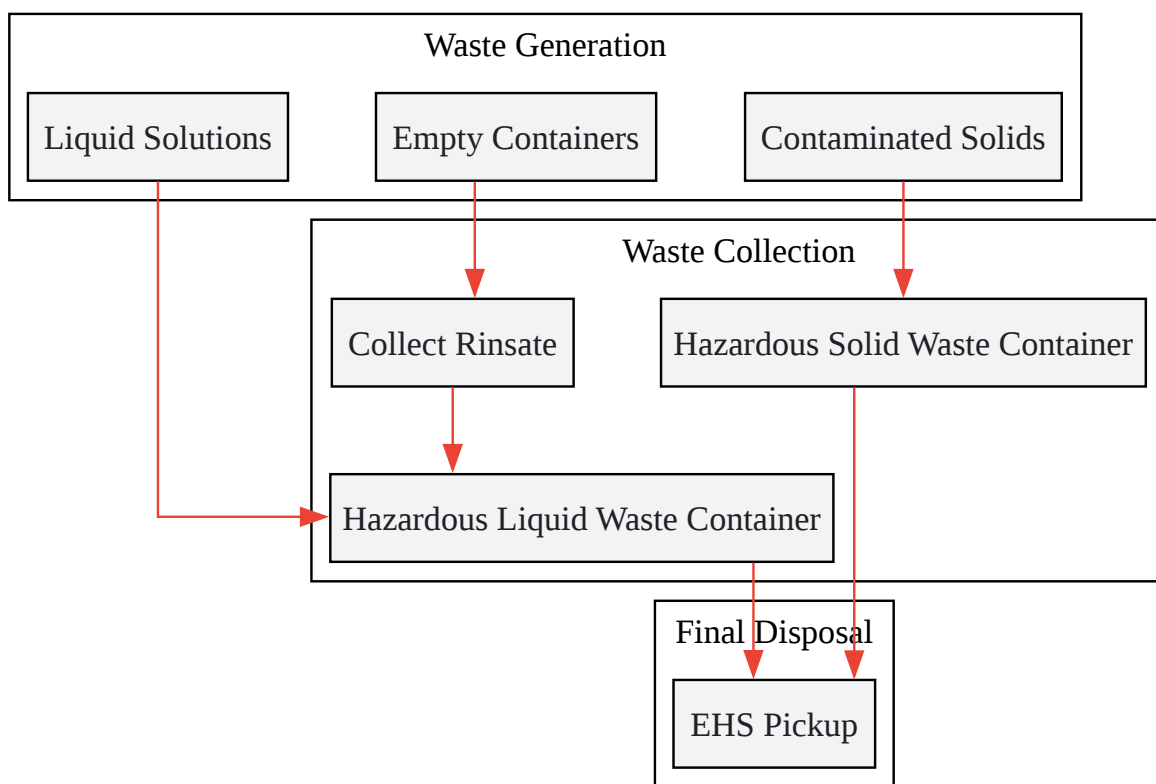 Waste Generation
Liquid Solutions
Empty Containers
Contaminated Solids
Waste Collection
Collect Rinsate
Hazardous Solid Waste Container
Hazardous Liquid Waste Container
Final Disposal
EHS Pickup